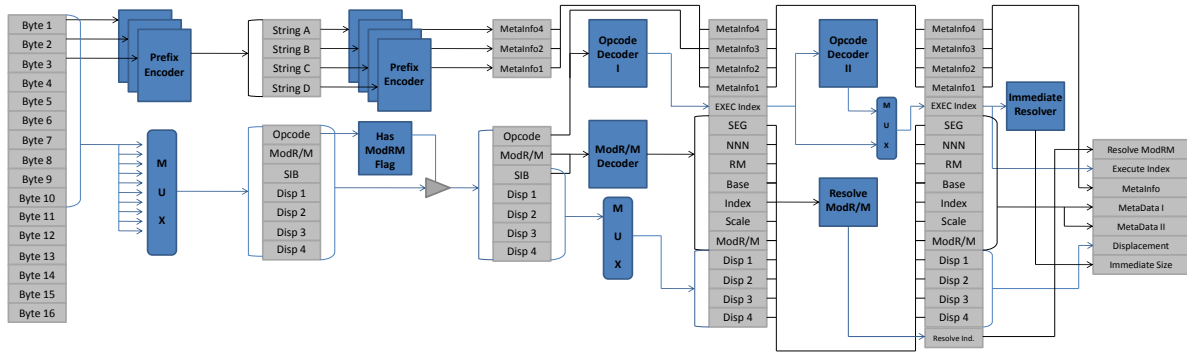 Byte 1
Byte 2
Byte 3
Byte 4
Byte 5
Byte 6
Byte 7
Byte 8
Byte 9
Byte 10
Byte 11
Byte 12
Byte 13
Byte 14
Byte 15
Byte 16
Prefix
Encoder
M
U
X
String A
String B
String C
String D
Opcode
ModR/M
SIB
Disp 1
Disp 2
Disp 3
Disp 4
Prefix
Encoder
Has
ModRM
Flag
MetaInfo4
MetaInfo2
MetaInfo1
Opcode
ModR/M
SIB
Disp 1
Disp 2
Disp 3
Disp 4
Opcode
Decoder
I
ModR/M
Decoder
M
U
X
MetaInfo4
MetaInfo3
MetaInfo2
MetaInfo1
EXEC Index
SEG
NNN
RM
Base
Index
Scale
ModR/M
Disp 1
Disp 2
Disp 3
Disp 4
Opcode
Decoder
II
M
U
X
Resolve
ModR/M
MetaInfo4
MetaInfo3
MetaInfo2
MetaInfo1
EXEC Index
SEG
NNN
RM
Base
Index
Scale
ModR/M
Disp 1
Disp 2
Disp 3
Disp 4
Resolve Ind.
Immediate
Resolver
Resolve ModRM
Execute Index
MetaInfo
MetaData I
MetaData II
Displacement
Immediate Size